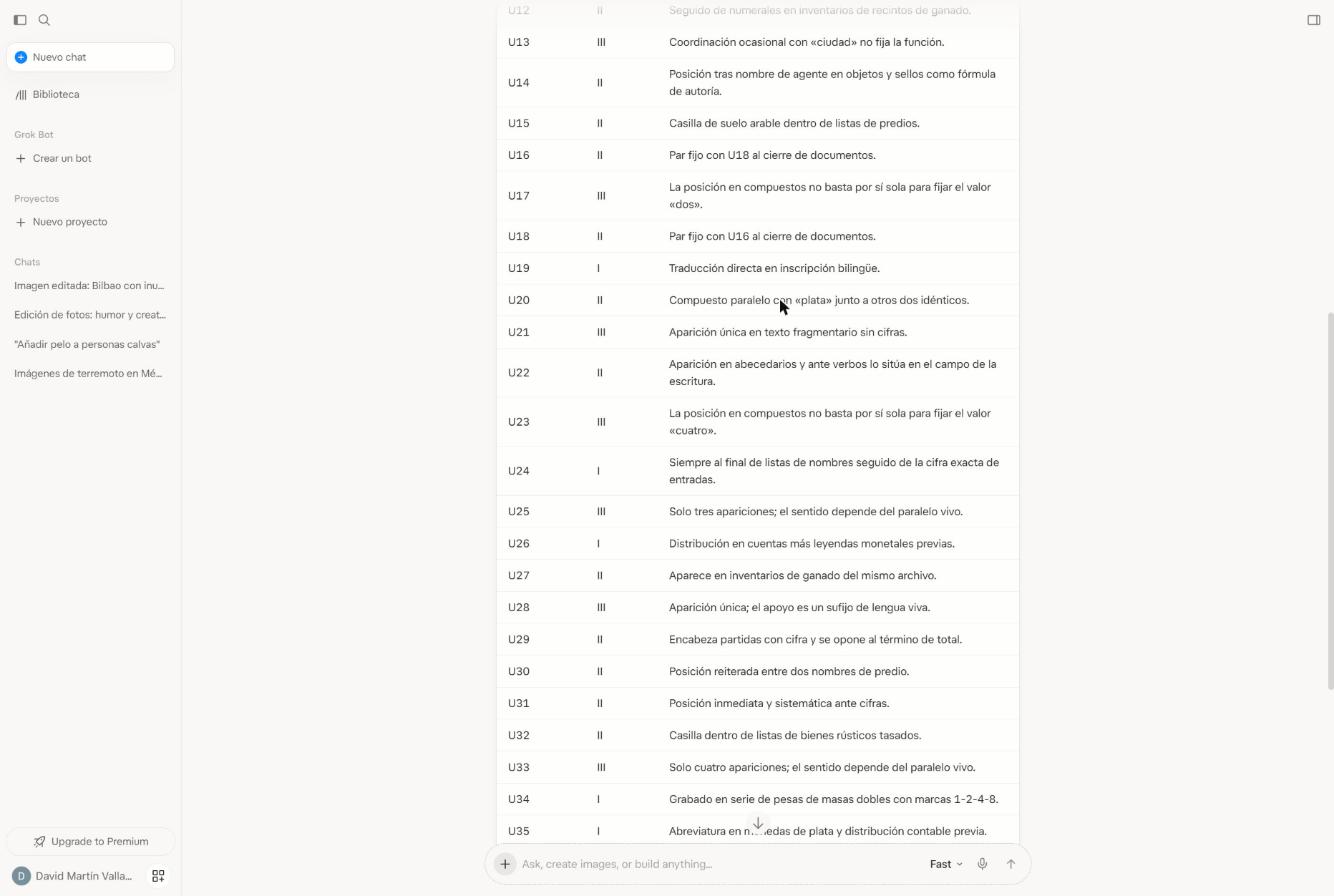 Nuevo chat
Biblioteca
Grok Bot
Crear un bot
Proyectos
Nuevo proyecto
Chats
Imagen editada: Bilbao con inu...
Edición de fotos: humor y creat...
"Añadir pelo a personas calvas"
Imágenes de terremoto en Mé...
Upgrade to Premium
D David Martín Valla...
U12 II Seguido de numerales en inventarios de recintos de ganado.
U13 III Coordinación ocasional con «ciudad» no fija la función.
U14 II Posición tras nombre de agente en objetos y sellos como fórmula
de autoría.
U15 II Casilla de suelo arable dentro de listas de predios.
U16 II Par fijo con U18 al cierre de documentos.
U17 III La posición en compuestos no basta por sí sola para fijar el valor
«dos».
U18 II Par fijo con U16 al cierre de documentos.
U19 I Traducción directa en inscripción bilingüe.
U20 II Compuesto paralelo con «plata» junto a otros dos idénticos.
U21 III Aparición única en texto fragmentario sin cifras.
U22 II Aparición en abecedarios y ante verbos lo sitúa en el campo de la
escritura.
U23 III La posición en compuestos no basta por sí sola para fijar el valor
«cuatro».
U24 I Siempre al final de listas de nombres seguido de la cifra exacta de
entradas.
U25 III Solo tres apariciones; el sentido depende del paralelo vivo.
U26 I Distribución en cuentas más leyendas monetales previas.
U27 II Aparece en inventarios de ganado del mismo archivo.
U28 III Aparición única; el apoyo es un sufijo de lengua viva.
U29 II Encabeza partidas con cifra y se opone al término de total.
U30 II Posición reiterada entre dos nombres de predio.
U31 II Posición inmediata y sistemática ante cifras.
U32 II Casilla dentro de listas de bienes rústicos tasados.
U33 III Solo cuatro apariciones; el sentido depende del paralelo vivo.
U34 I Grabado en serie de pesas de masas dobles con marcas 1-2-4-8.
U35 I Abreviatura en monedas de plata y distribución contable previa.
Ask, create images, or build anything... Fast